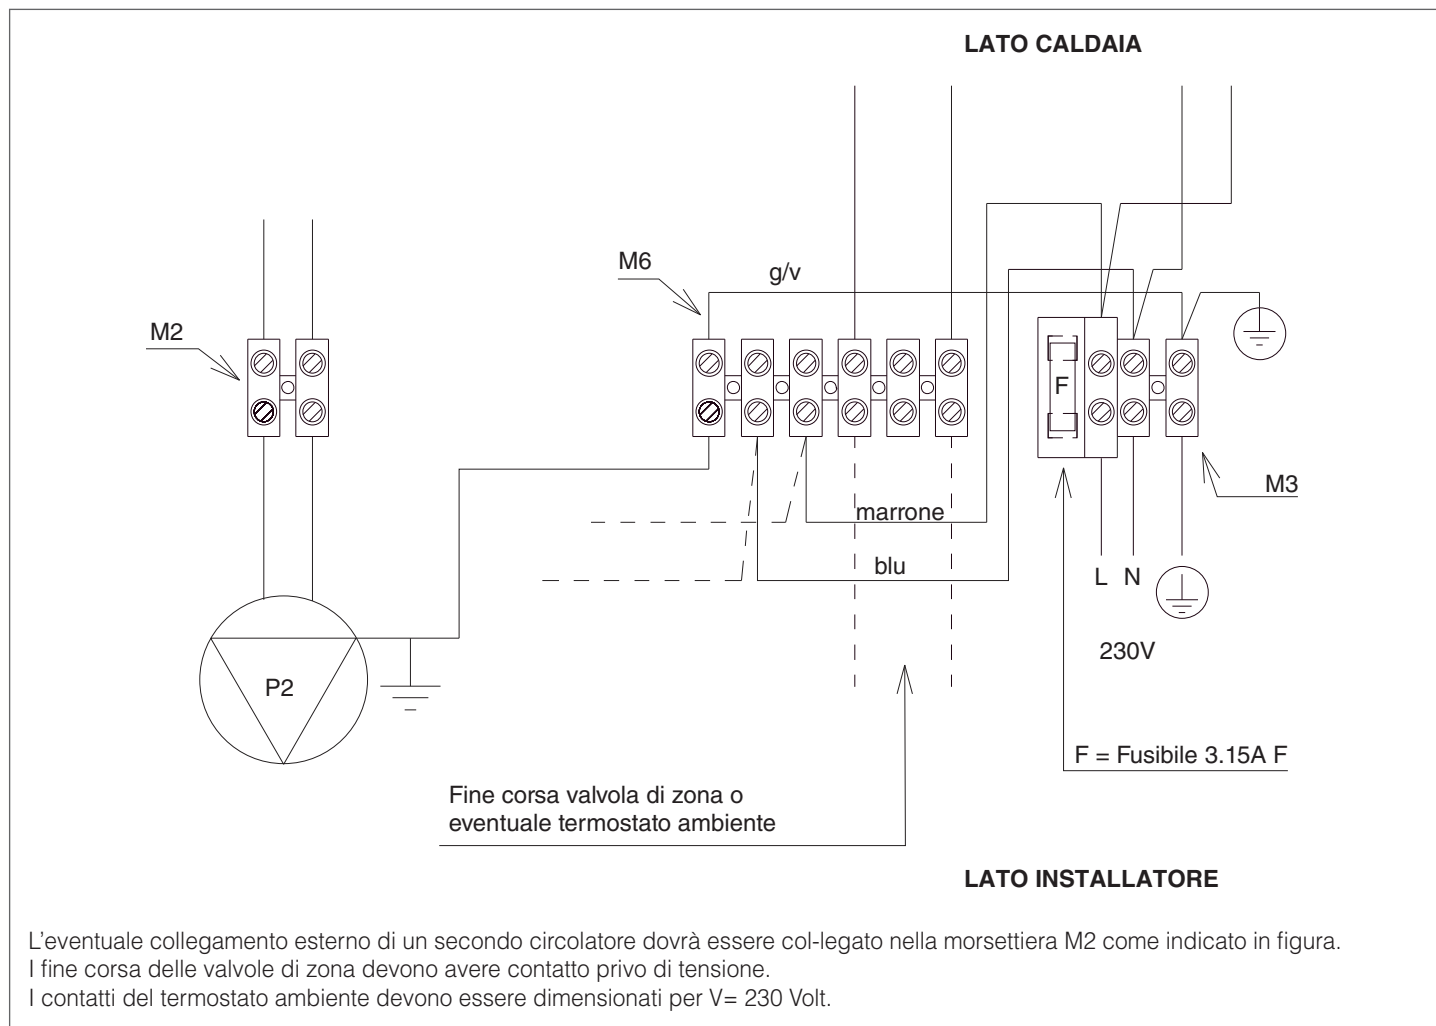 LATO CALDAIA
M6
g/v
M2
F
M3
marrone
blu
L N
230V
P2
F = Fusibile 3.15A F
Fine corsa valvola di zona o
eventuale termostato ambiente
LATO INSTALLATORE
L'eventuale collegamento esterno di un secondo circolatore dovrà essere col-legato nella morsettiera M2 come indicato in figura.
I fine corsa delle valvole di zona devono avere contatto privo di tensione.
I contatti del termostato ambiente devono essere dimensionati per V= 230 Volt.